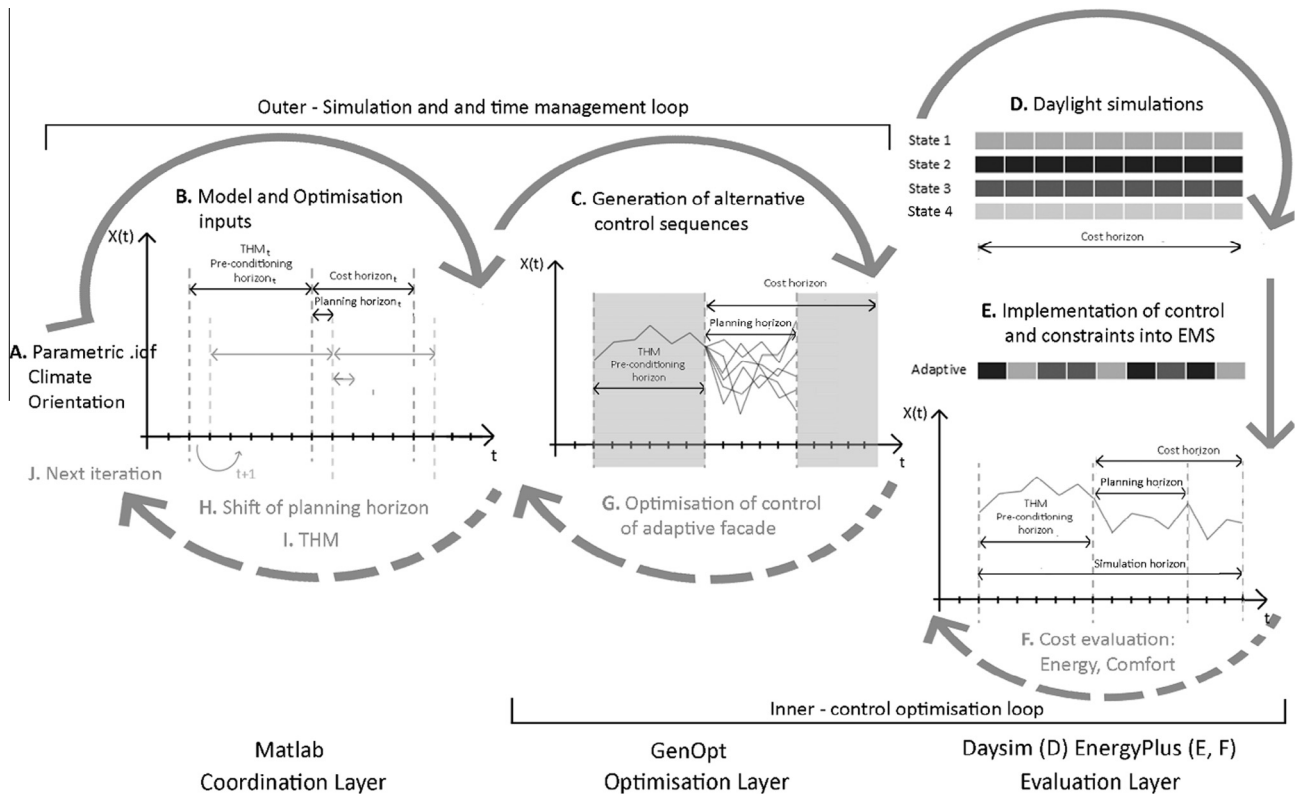 Outer - Simulation and and time management loop
A. Parametric .idf
Climate
Orientation
B. Model and Optimisation
inputs
X(t)
THMt
Pre-conditioning
horizont
Cost horizont
Planning horizont
t
t+1
J. Next iteration
H. Shift of planning horizon
I. THM
C. Generation of alternative
control sequences
X(t)
Cost horizon
Planning horizon
THM
Pre-conditioning
horizon
t
G. Optimisation of control
of adaptive facade
D. Daylight simulations
State 1
State 2
State 3
State 4
Cost horizon
E. Implementation of control
and constraints into EMS
Adaptive
X(t)
Cost horizon
Planning horizon
THM
Pre-conditioning
horizon
Simulation horizon
t
F. Cost evaluation:
Energy, Comfort
Inner - control optimisation loop
Matlab
Coordination Layer
GenOpt
Optimisation Layer
Daysim (D) EnergyPlus (E, F)
Evaluation Layer